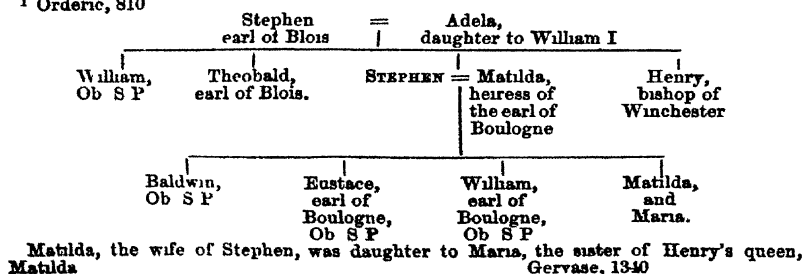 1 Orderic, 810
Stephen = Adela,
earl of Blois daughter to William I
William, Theobald, STEPHEN = Matilda, Henry,
Ob S P earl of Blois. heiress of bishop of
the earl of Winchester
Boulogne
Baldwin, Eustace, William, Matilda,
Ob S P earl of earl of and
Boulogne, Boulogne, Maria.
Ob S P Ob S P
Matilda, the wife of Stephen, was daughter to Maria, the sister of Henry's queen,
Matilda Gervase, 1340